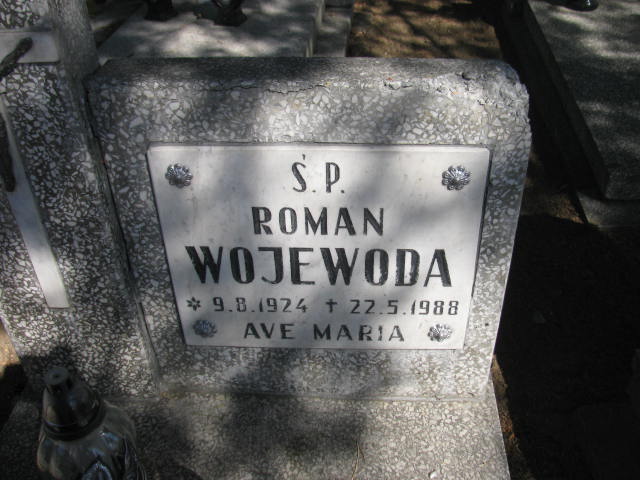 Ś.P.
ROMAN
WOJEWODA
* 9.8.1924 † 22.5.1988
AVE MARIA